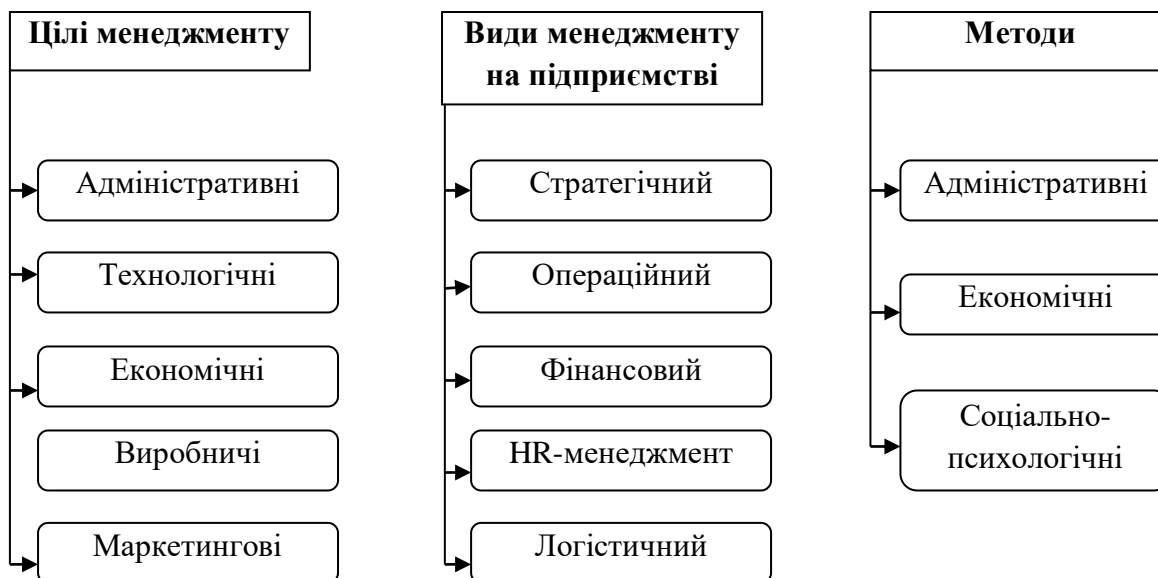 Цілі менеджменту
Адміністративні
Технологічні
Економічні
Виробничі
Маркетингові
Види менеджменту
на підприємстві
Стратегічний
Операційний
Фінансовий
HR-менеджмент
Логістичний
Методи
Адміністративні
Економічні
Соціально-
психологічні